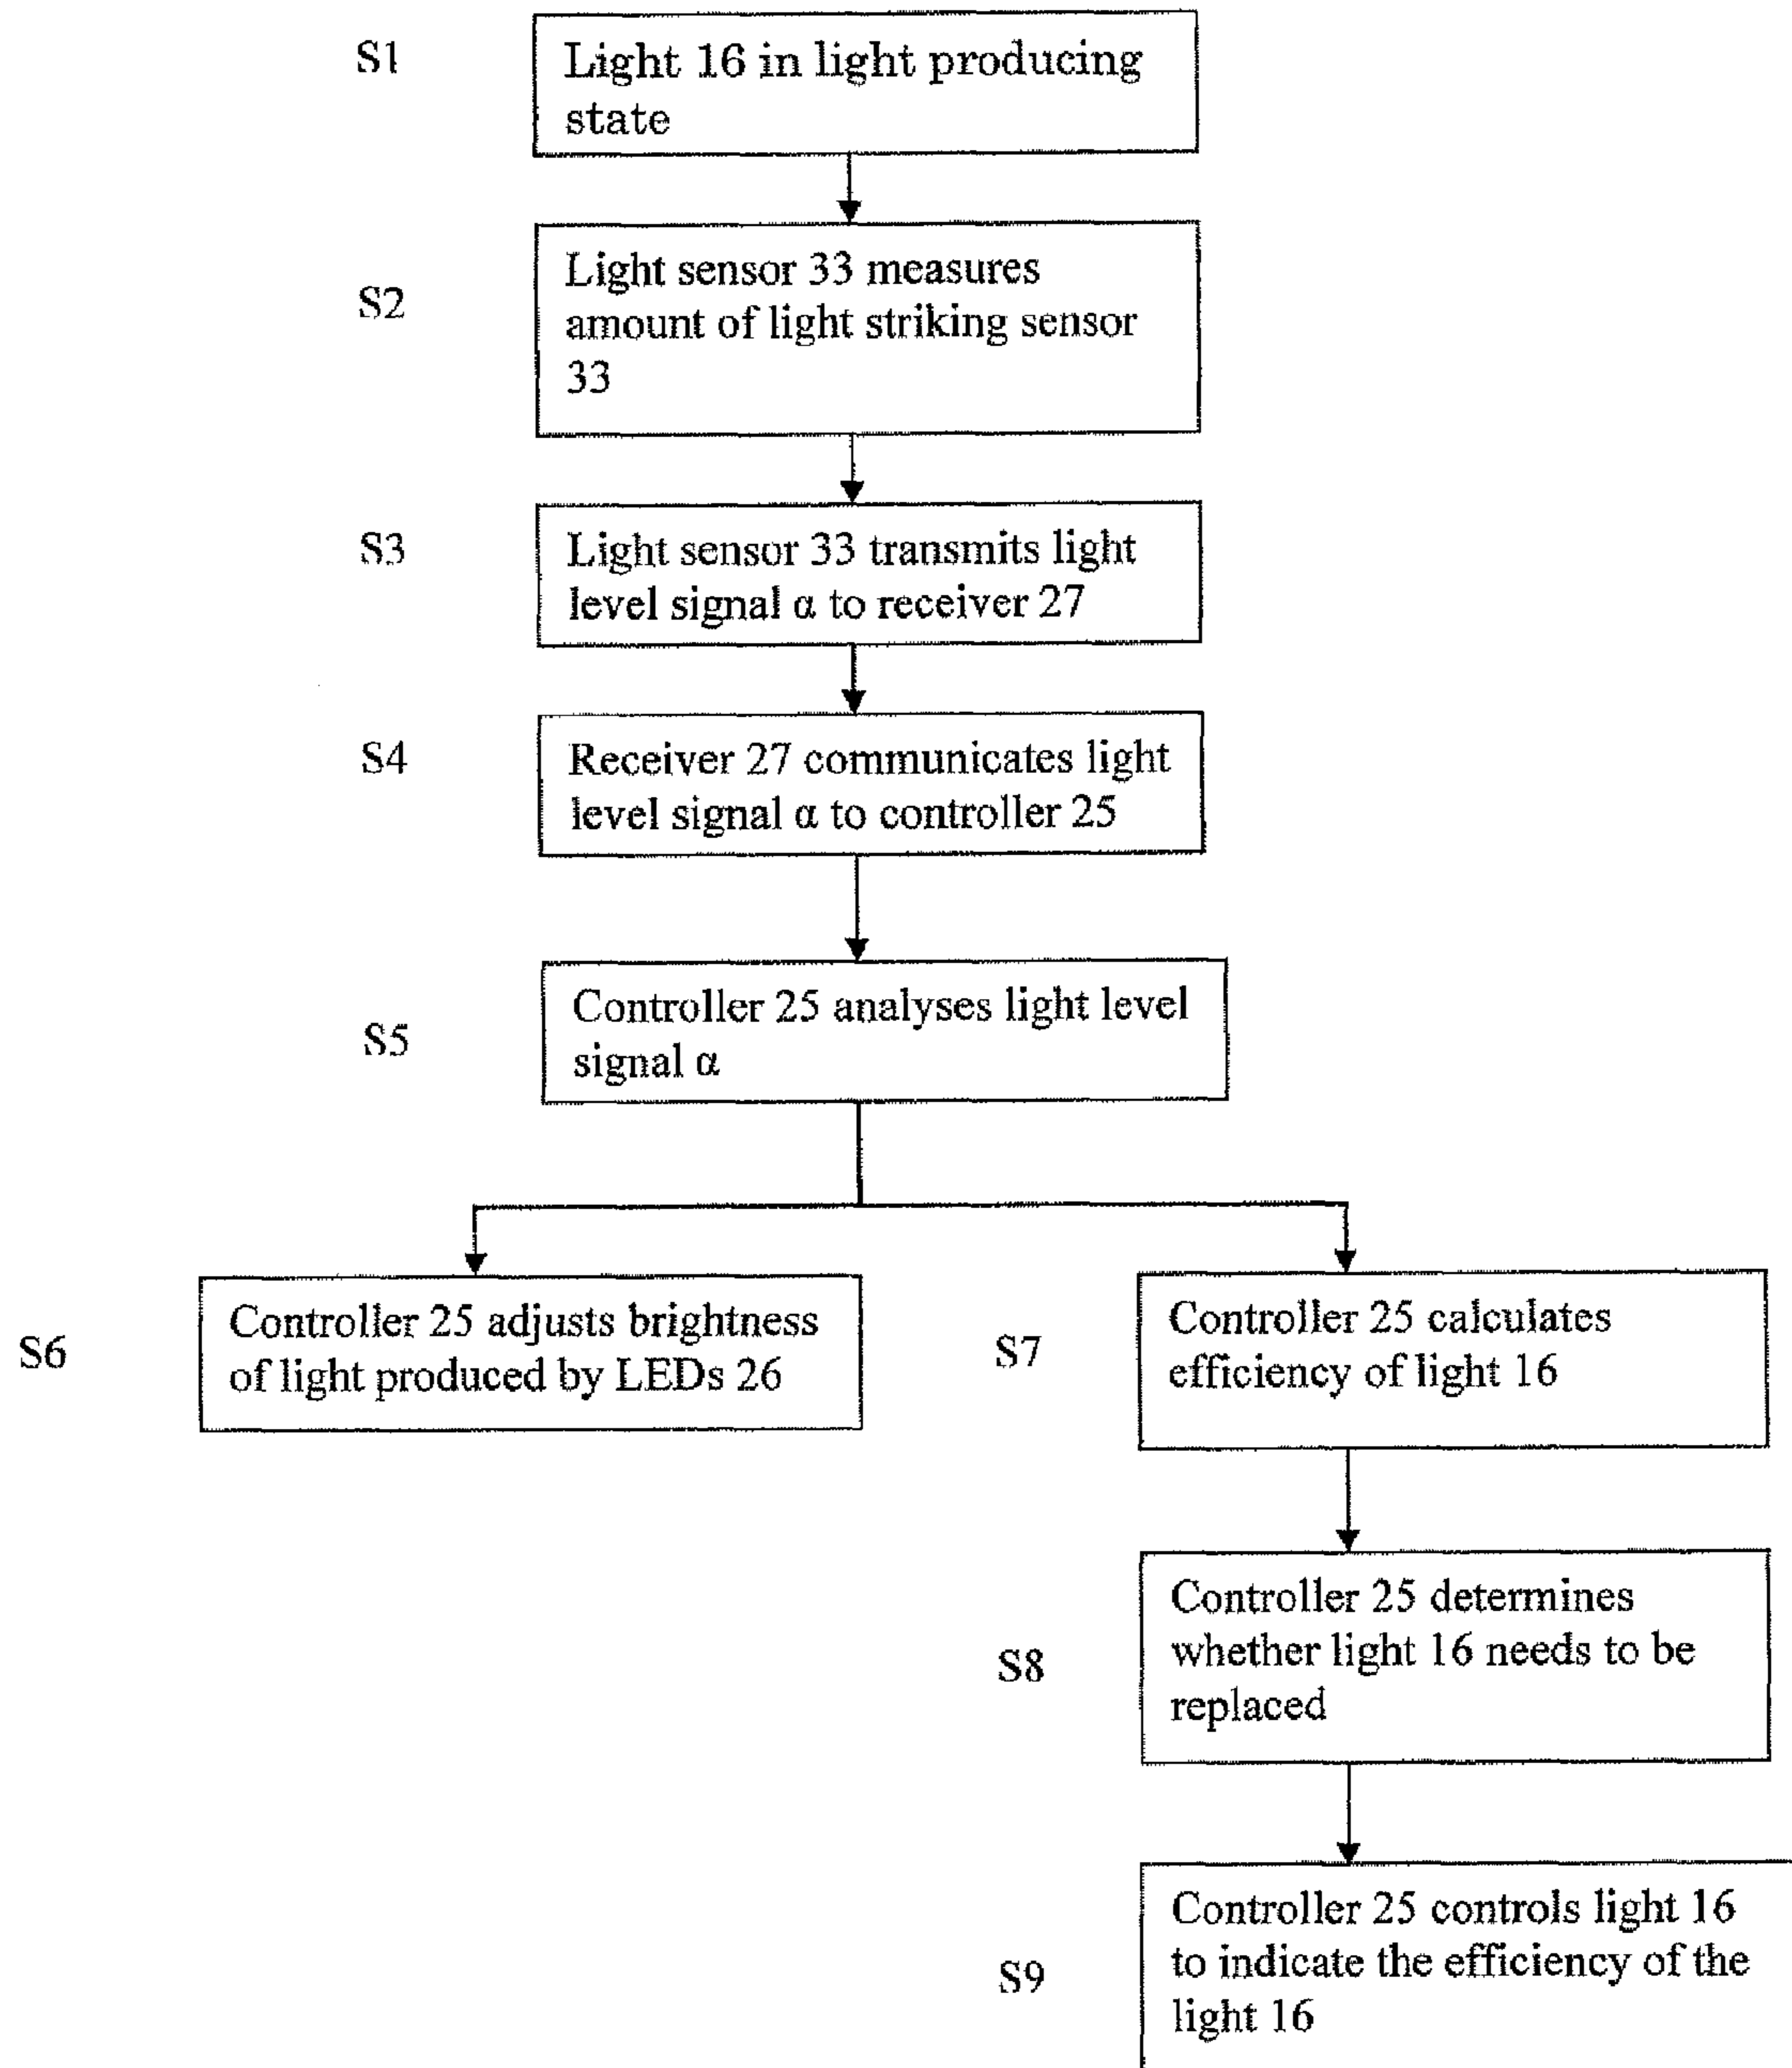 S1
Light 16 in light producing
state
S2
Light sensor 33 measures
amount of light striking sensor
33
S3
Light sensor 33 transmits light
level signal α to receiver 27
S4
Receiver 27 communicates light
level signal α to controller 25
S5
Controller 25 analyses light level
signal α
S6
Controller 25 adjusts brightness
of light produced by LEDs 26
S7
Controller 25 calculates
efficiency of light 16
S8
Controller 25 determines
whether light 16 needs to be
replaced
S9
Controller 25 controls light 16
to indicate the efficiency of the
light 16